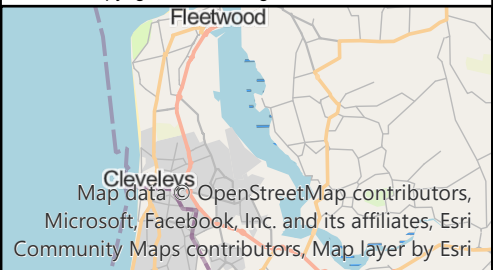 Fleetwood
Cleveleys
Map data © OpenStreetMap contributors,
Microsoft, Facebook, Inc. and its affiliates, Esri
Community Maps contributors, Map layer by Esri